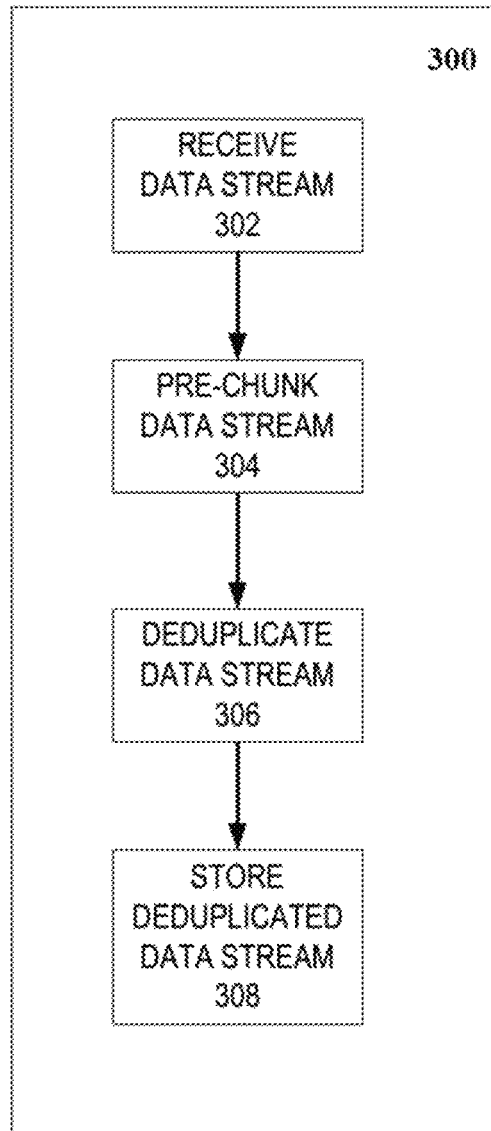 300
RECEIVE
DATA STREAM
302
PRE-CHUNK
DATA STREAM
304
DEDUPLICATE
DATA STREAM
306
STORE
DEDUPLICATED
DATA STREAM
308